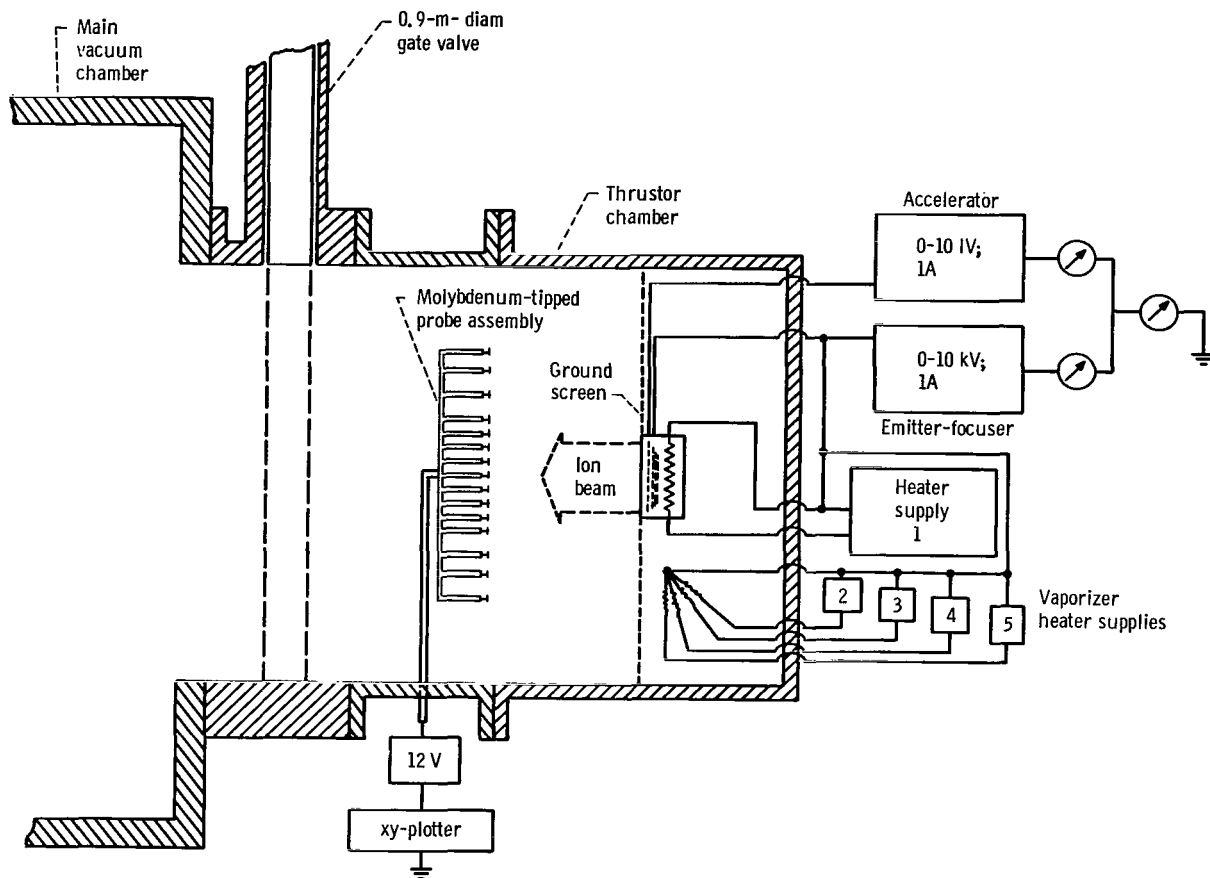 Main
vacuum
chamber
0.9-m- diam
gate valve
Thrustor
chamber
Accelerator
0-10 lV;
1A
Molybdenum-tipped
probe assembly
Ground
screen
0-10 kV;
1A
Emitter-focuser
Ion
beam
Heater
supply
1
2
3
4
5
Vaporizer
heater supplies
12 V
xy-plotter